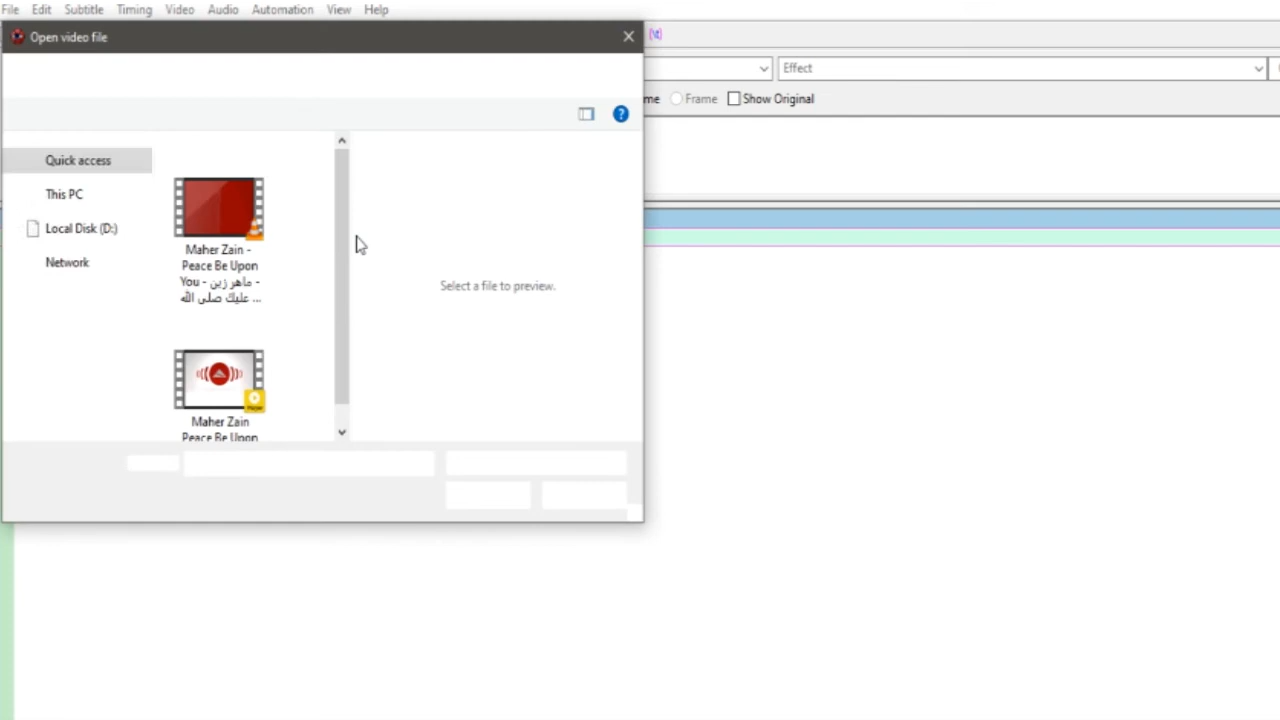 File Edit Subtitle Timing Video Audio Automation View Help
Open video file
Effect
me Frame Show Original
Quick access
This PC
Local Disk (D:)
Network
Maher Zain -
Peace Be Upon
You - ماهر زين -
عليك صلى الله ...
Select a file to preview.
Maher Zain
Peace Be Upon